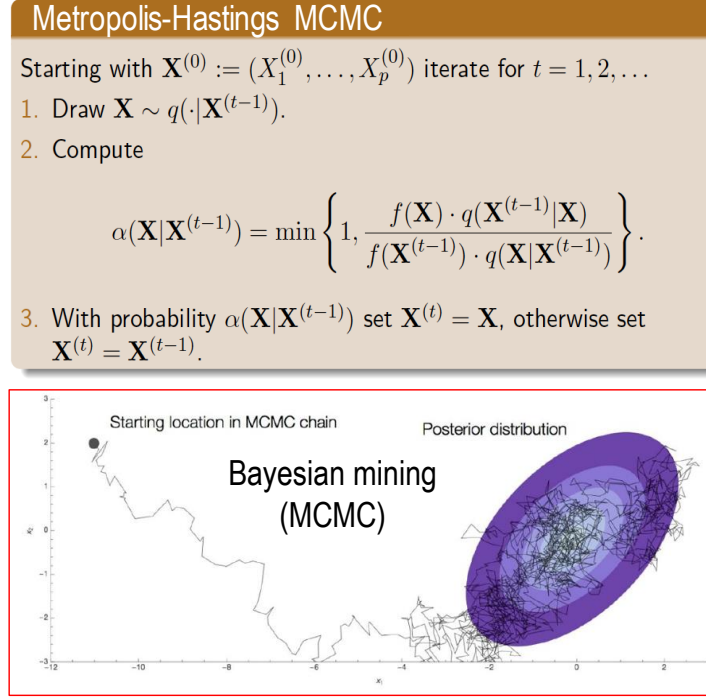 Metropolis-Hastings MCMC
Starting with X^{(0)} := (X_1^{(0)}, . . . , X_p^{(0)}) iterate for t = 1, 2, . . .
1. Draw X ∼ q(·|X^{(t−1)}).
2. Compute
α(X|X^{(t−1)}) = min { 1, \frac{f(X) · q(X^{(t−1)}|X)}{f(X^{(t−1)}) · q(X|X^{(t−1)})} } .
3. With probability α(X|X^{(t−1)}) set X^{(t)} = X, otherwise set
X^{(t)} = X^{(t−1)}.
Starting location in MCMC chain
Posterior distribution
Bayesian mining
(MCMC)
3
2
1
0
−1
−2
−3
x_2
−12 −10 −8 −6 −4 −2 0 2
x_1